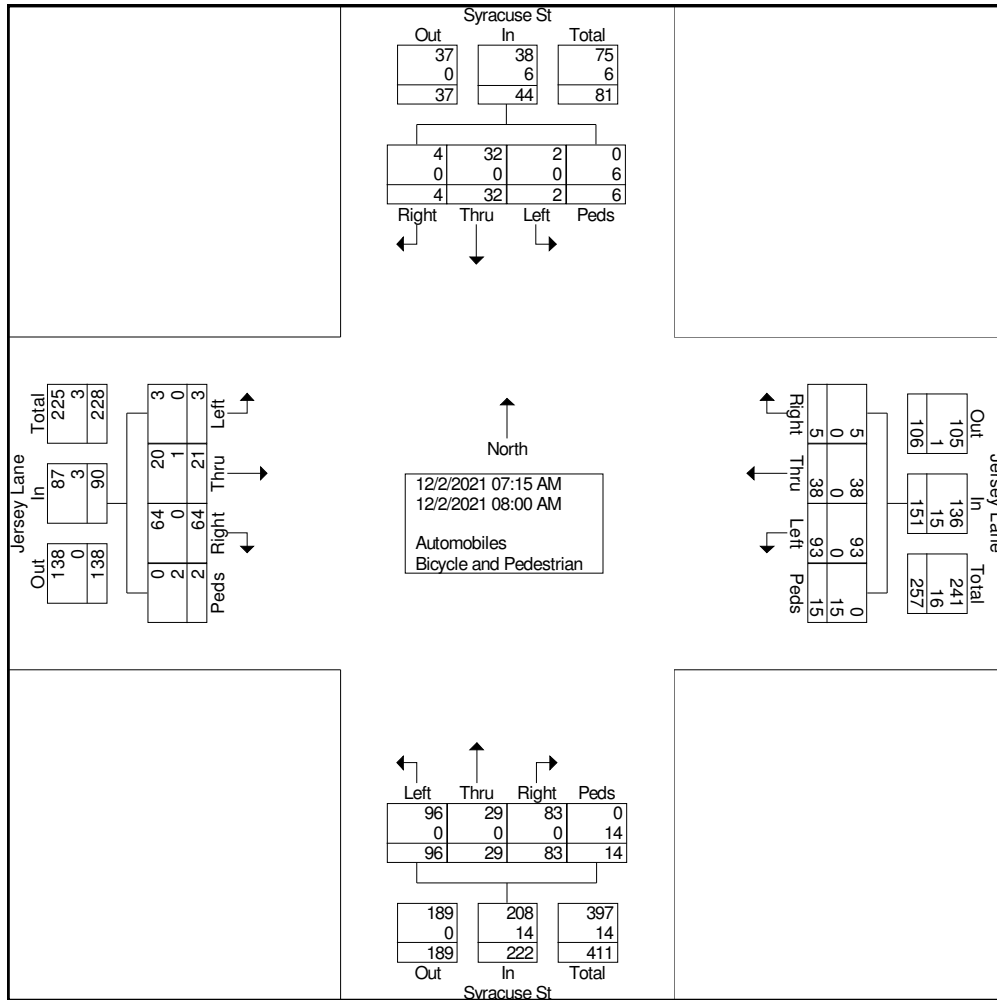 Syracuse St
Out In Total
37 38 75
0 6 6
37 44 81
4 32 2 0
0 0 0 6
4 32 2 6
Right Thru Left Peds
Jersey Lane
Total In Out
225 87 138
3 3 0
228 90 138
3 20 64 0
0 1 0 2
3 21 64 2
Left Thru Right Peds
North
12/2/2021 07:15 AM
12/2/2021 08:00 AM
Automobiles
Bicycle and Pedestrian
Jersey Lane
Out In Total
105 136 241
1 15 16
106 151 257
5 38 93 0
0 0 0 15
5 38 93 15
Right Thru Left Peds
Left Thru Right Peds
96 29 83 0
0 0 0 14
96 29 83 14
189 208 397
0 14 14
189 222 411
Out In Total
Syracuse St